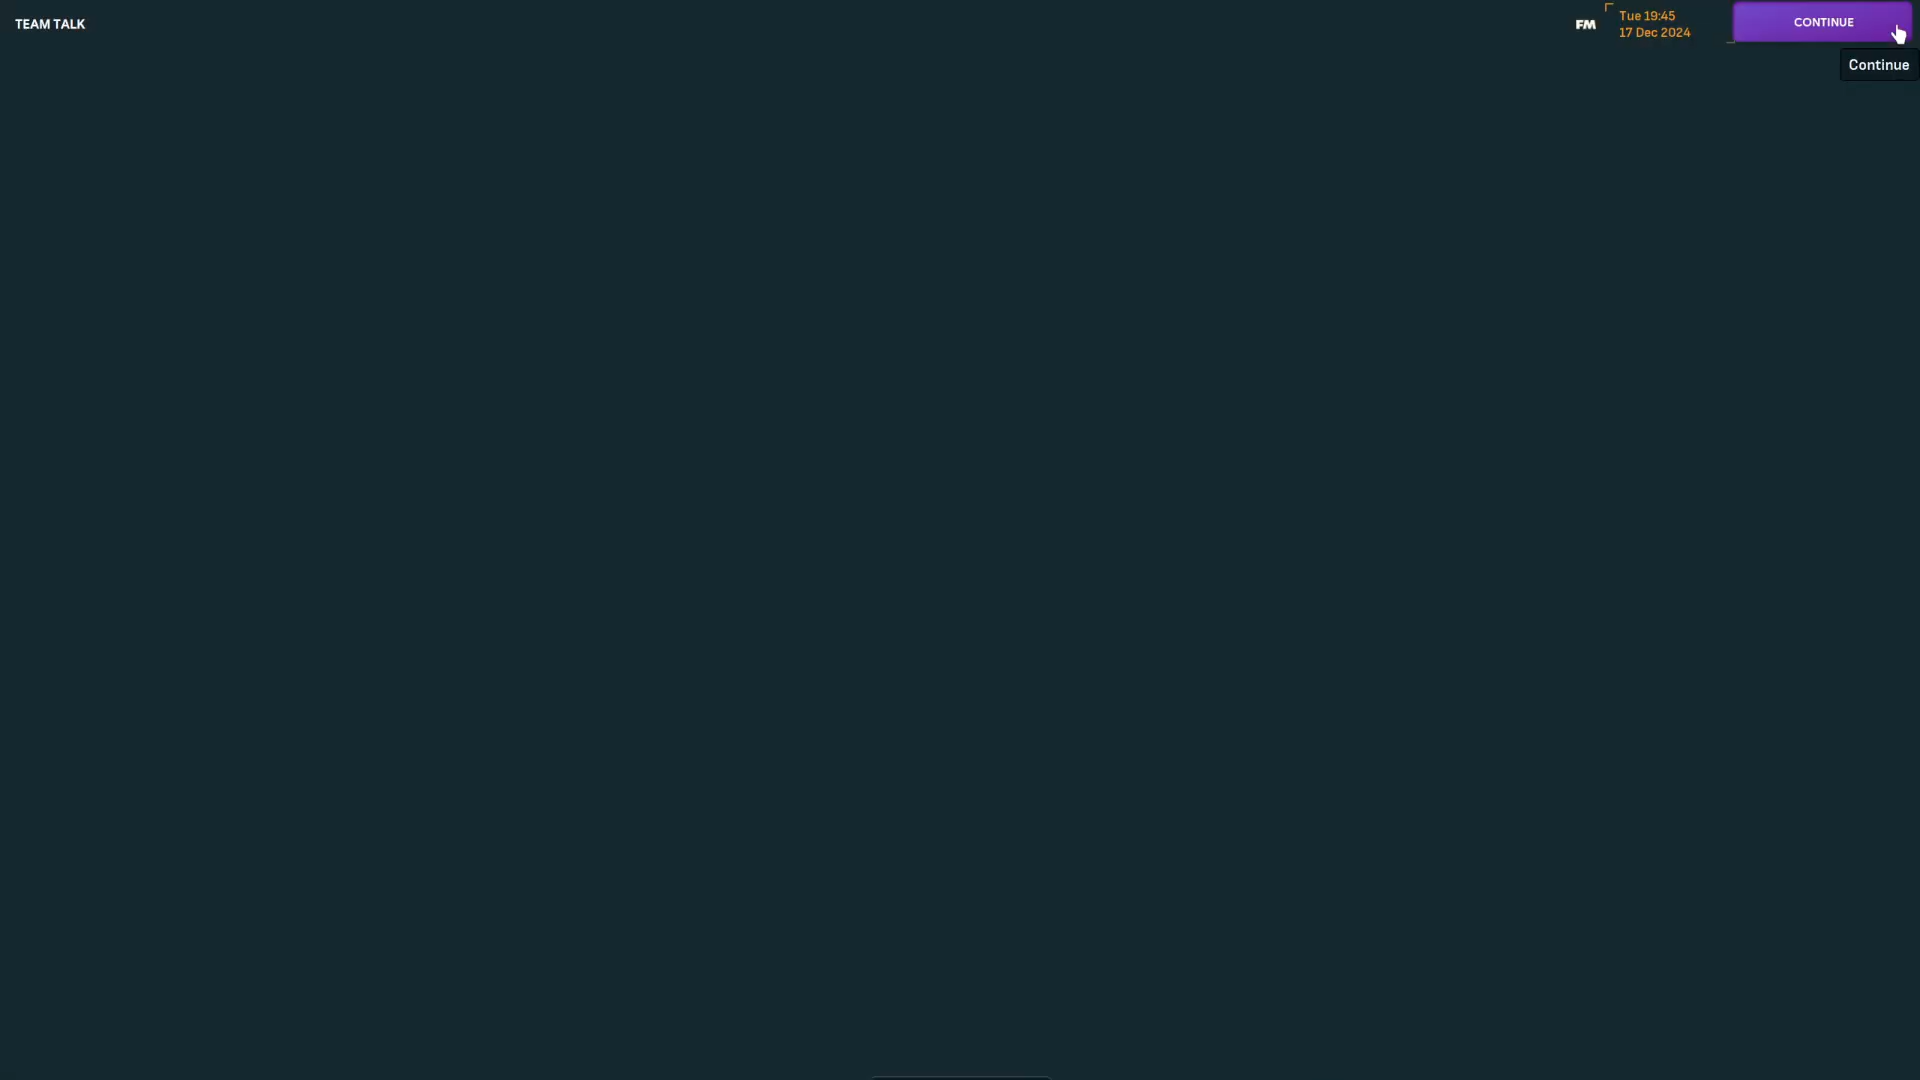 TEAM TALK
FM
Tue 19:45
17 Dec 2024
CONTINUE
Continue